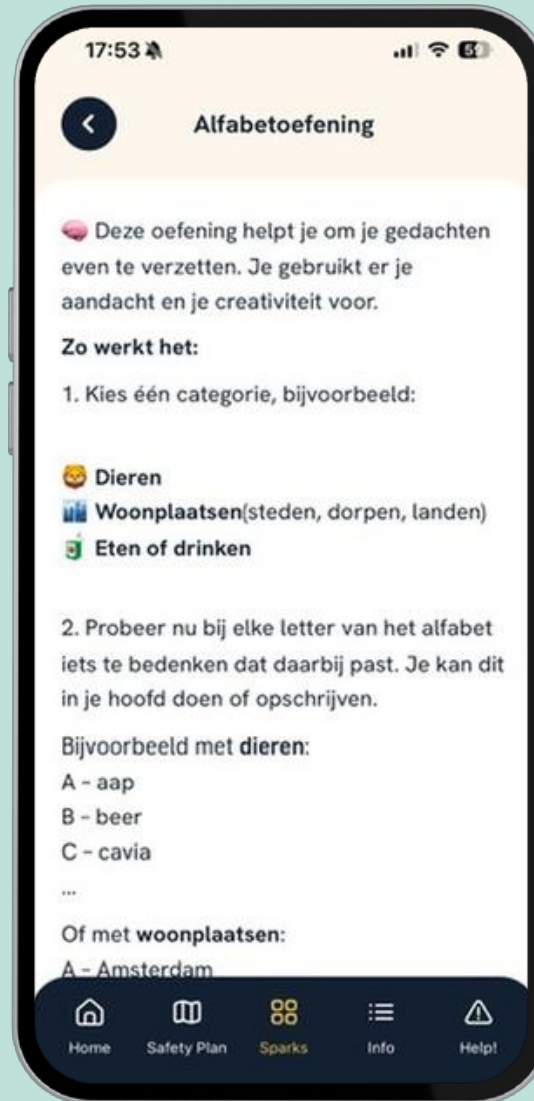 17:53
Alfabetoefening
Deze oefening helpt je om je gedachten
even te verzetten. Je gebruikt er je
aandacht en je creativiteit voor.
Zo werkt het:
1. Kies één categorie, bijvoorbeeld:
Dieren
Woonplaatsen(steden, dorpen, landen)
Eten of drinken
2. Probeer nu bij elke letter van het alfabet
iets te bedenken dat daarbij past. Je kan dit
in je hoofd doen of opschrijven.
Bijvoorbeeld met dieren:
A – aap
B – beer
C – cavia
...
Of met woonplaatsen:
A – Amsterdam
Home Safety Plan Sparks Info Help!